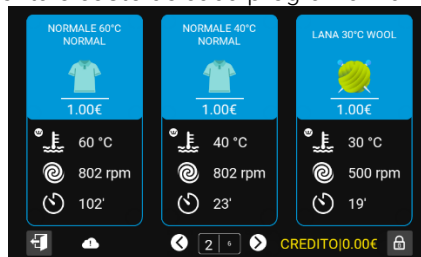 NORMALE 60°C
NORMAL
1.00€
60 °C
802 rpm
102'
NORMALE 40°C
NORMAL
1.00€
40 °C
802 rpm
23'
LANA 30°C WOOL
1.00€
30 °C
500 rpm
19'
2 6
CREDITO|0.00€